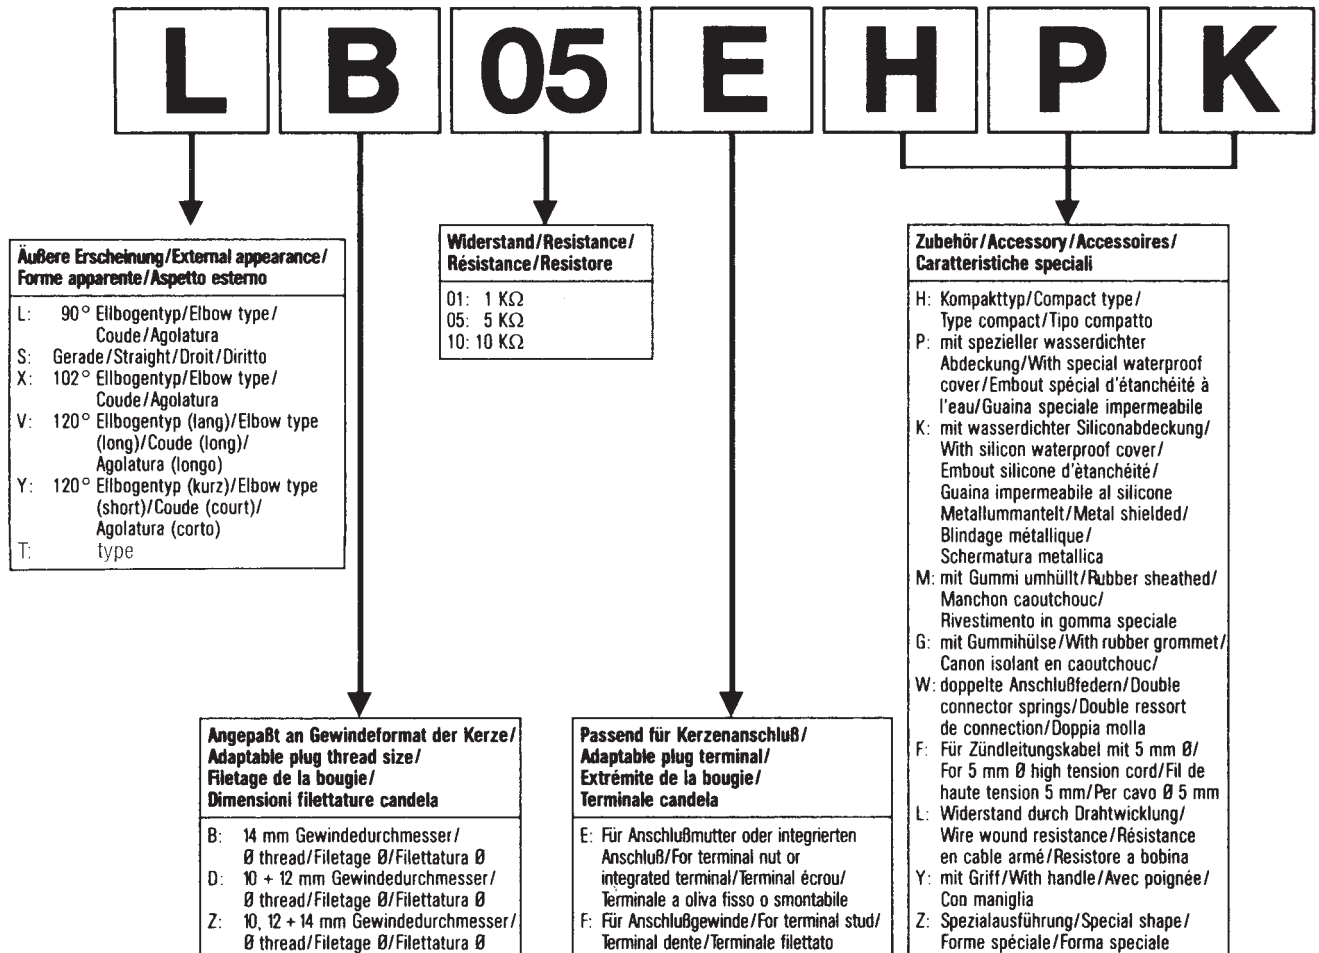 L B 05 E H P K
Äußere Erscheinung/External appearance/
Forme apparente/Aspetto esterno
L: 90° Ellbogentyp/Elbow type/
Coude/Agolatura
S: Gerade/Straight/Droit/Diritto
X: 102° Ellbogentyp/Elbow type/
Coude/Agolatura
V: 120° Ellbogentyp (lang)/Elbow type
(long)/Coude (long)/
Agolatura (longo)
Y: 120° Ellbogentyp (kurz)/Elbow type
(short)/Coude (court)/
Agolatura (corto)
T: type
Angepaßt an Gewindeformat der Kerze/
Adaptable plug thread size/
Filetage de la bougie/
Dimensioni filettature candela
B: 14 mm Gewindedurchmesser/
Ø thread/Filetage Ø/Filettatura Ø
D: 10 + 12 mm Gewindedurchmesser/
Ø thread/Filetage Ø/Filettatura Ø
Z: 10, 12 + 14 mm Gewindedurchmesser/
Ø thread/Filetage Ø/Filettatura Ø
Widerstand/Resistance/
Résistance/Resistore
01: 1 KΩ
05: 5 KΩ
10: 10 KΩ
Passend für Kerzenanschluß/
Adaptable plug terminal/
Extrémite de la bougie/
Terminale candela
E: Für Anschlußmutter oder integrierten
Anschluß/For terminal nut or
integrated terminal/Terminal écrou/
Terminale a oliva fisso o smontabile
F: Für Anschlußgewinde/For terminal stud/
Terminal dente/Terminale filettato
Zubehör/Accessory/Accessoires/
Caratteristiche speciali
H: Kompakttyp/Compact type/
Type compact/Tipo compatto
P: mit spezieller wasserdichter
Abdeckung/With special waterproof
cover/Embout spécial d'étanchéité à
l'eau/Guaina speciale impermeabile
K: mit wasserdichter Siliconabdeckung/
With silicon waterproof cover/
Embout silicone d'ètanchéité/
Guaina impermeabile al silicone
Metallummantelt/Metal shielded/
Blindage métallique/
Schermatura metallica
M: mit Gummi umhüllt/Rubber sheathed/
Manchon caoutchouc/
Rivestimento in gomma speciale
G: mit Gummihülse/With rubber grommet/
Canon isolant en caoutchouc/
W: doppelte Anschlußfedern/Double
connector springs/Double ressort
de connection/Doppia molla
F: Für Zündleitungskabel mit 5 mm Ø/
For 5 mm Ø high tension cord/Fil de
haute tension 5 mm/Per cavo Ø 5 mm
L: Widerstand durch Drahtwicklung/
Wire wound resistance/Résistance
en cable armé/Resistore a bobina
Y: mit Griff/With handle/Avec poignée/
Con maniglia
Z: Spezialausführung/Special shape/
Forme spéciale/Forma speciale